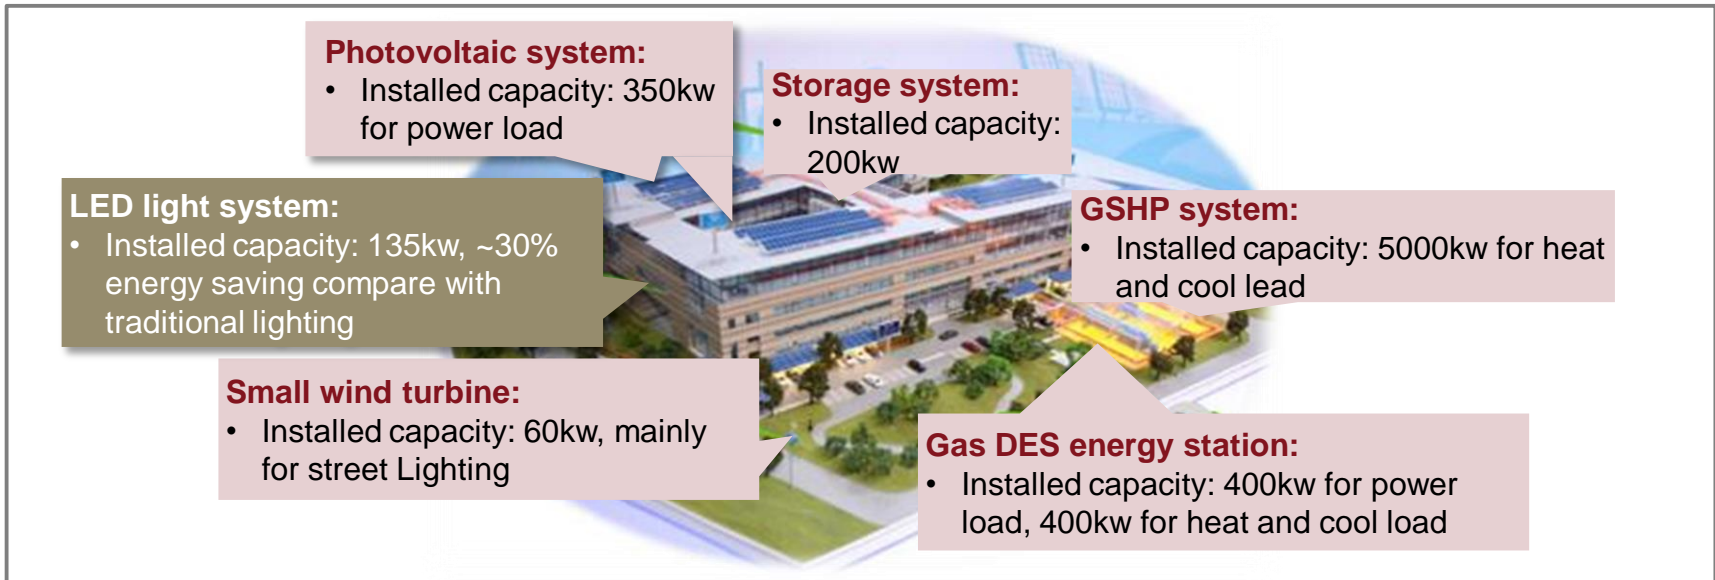 Photovoltaic system:
• Installed capacity: 350kw
for power load
Storage system:
• Installed capacity:
200kw
LED light system:
• Installed capacity: 135kw, ~30%
energy saving compare with
traditional lighting
GSHP system:
• Installed capacity: 5000kw for heat
and cool lead
Small wind turbine:
• Installed capacity: 60kw, mainly
for street Lighting
Gas DES energy station:
• Installed capacity: 400kw for power
load, 400kw for heat and cool load